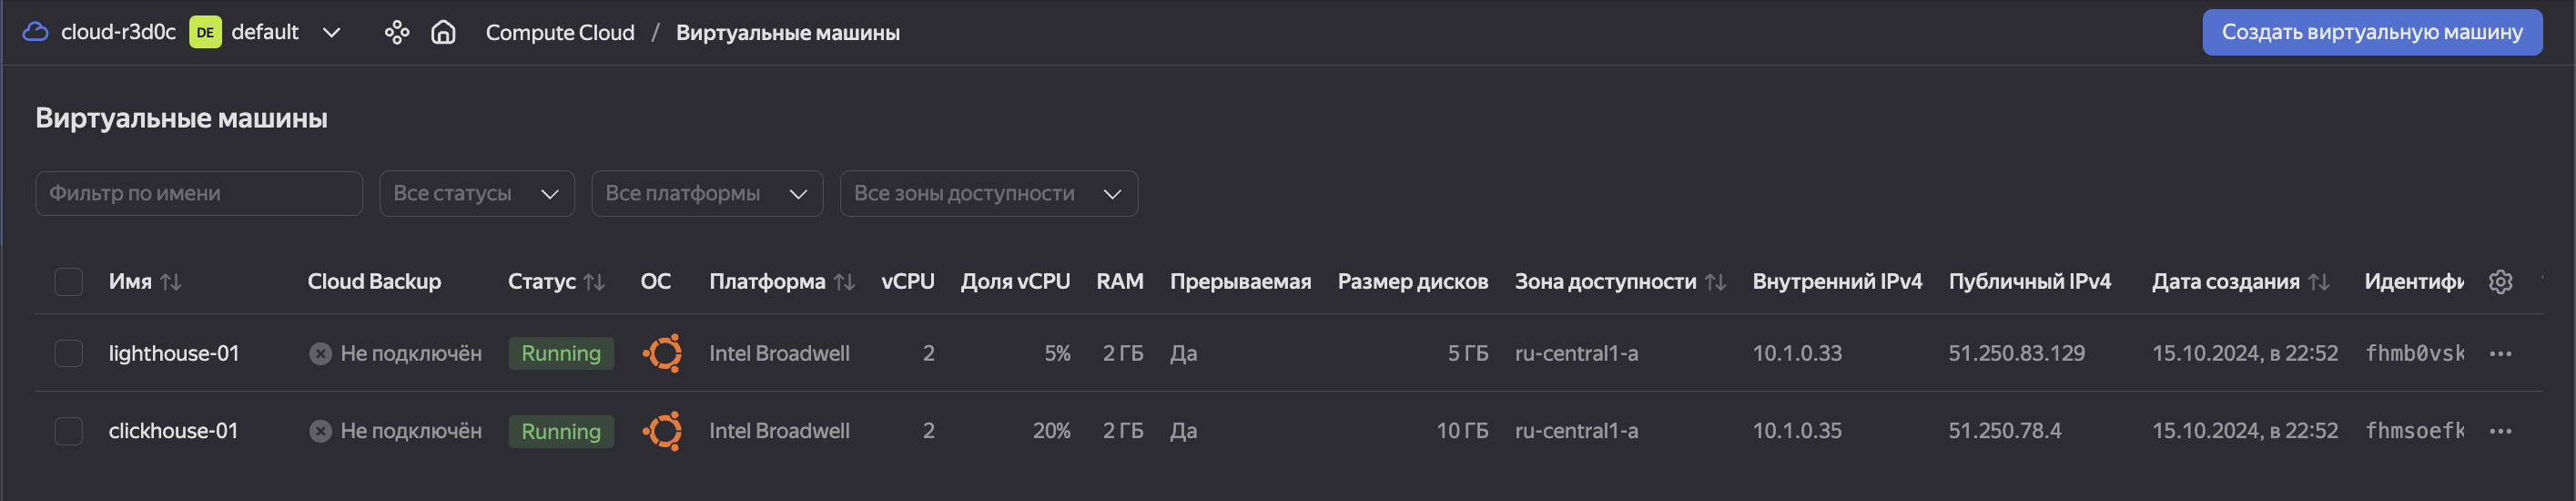 cloud-r3d0c DE default Compute Cloud / Виртуальные машины Создать виртуальную машину
Виртуальные машины
Фильтр по имени Все статусы Все платформы Все зоны доступности
Имя Cloud Backup Статус ОС Платформа vCPU Доля vCPU RAM Прерываемая Размер дисков Зона доступности Внутренний IPv4 Публичный IPv4 Дата создания Идентифи
lighthouse-01 Не подключён Running Intel Broadwell 2 5% 2 ГБ Да 5 ГБ ru-central1-a 10.1.0.33 51.250.83.129 15.10.2024, в 22:52 fhmb0vsk
clickhouse-01 Не подключён Running Intel Broadwell 2 20% 2 ГБ Да 10 ГБ ru-central1-a 10.1.0.35 51.250.78.4 15.10.2024, в 22:52 fhmsoefk